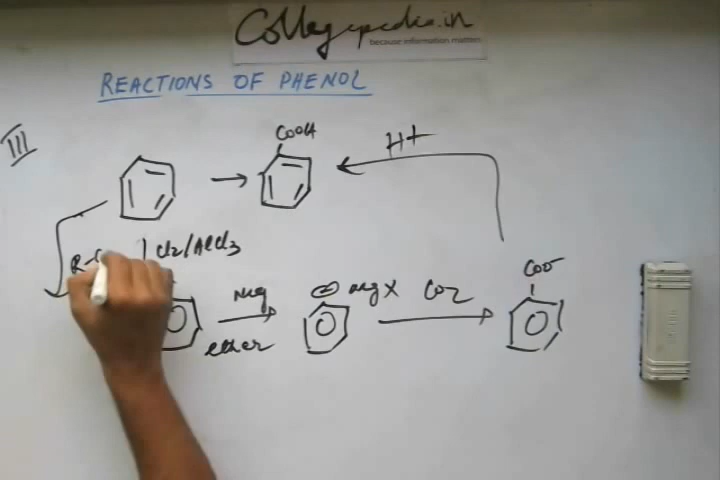 Collegepedia.in
because information matters
REACTIONS OF PHENOL
III
COOH
H+
R-C
Cl2/AlCl3
Mg
ether
⊖ MgX
CO2
COO-